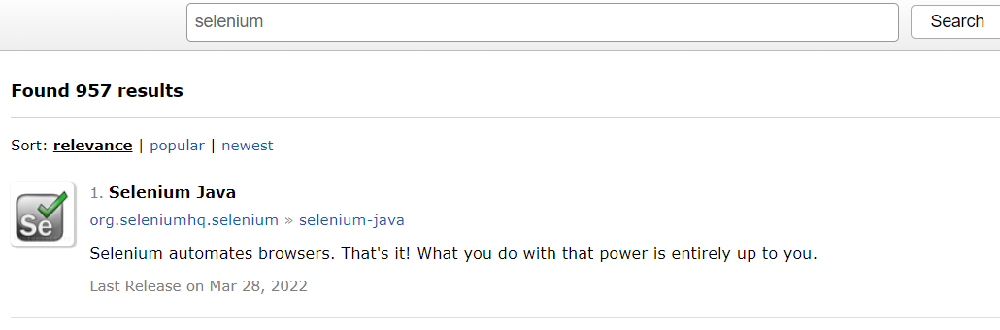 selenium
Search
Found 957 results
Sort: relevance | popular | newest
Se
1. Selenium Java
org.seleniumhq.selenium » selenium-java
Selenium automates browsers. That's it! What you do with that power is entirely up to you.
Last Release on Mar 28, 2022